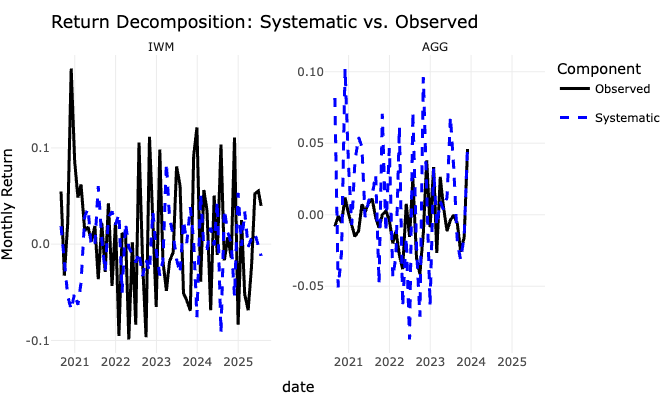 Return Decomposition: Systematic vs. Observed
IWM
AGG
Component
Observed
Systematic
Monthly Return
0.1
0.0
-0.1
0.10
0.05
0.00
-0.05
2021 2022 2023 2024 2025
2021 2022 2023 2024 2025
date